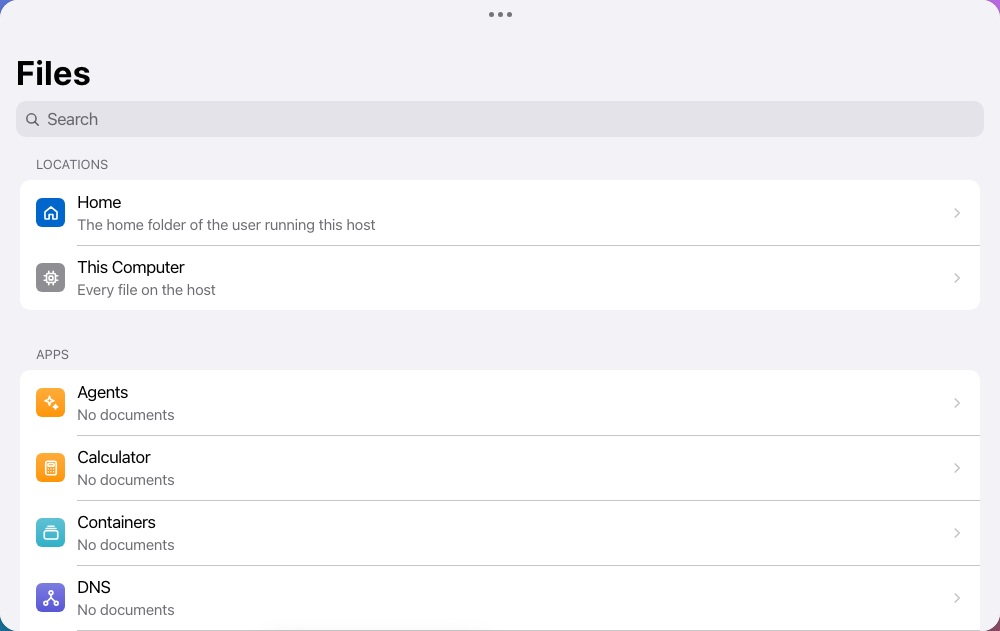 Files
Search
LOCATIONS
Home
The home folder of the user running this host
This Computer
Every file on the host
APPS
Agents
No documents
Calculator
No documents
Containers
No documents
DNS
No documents